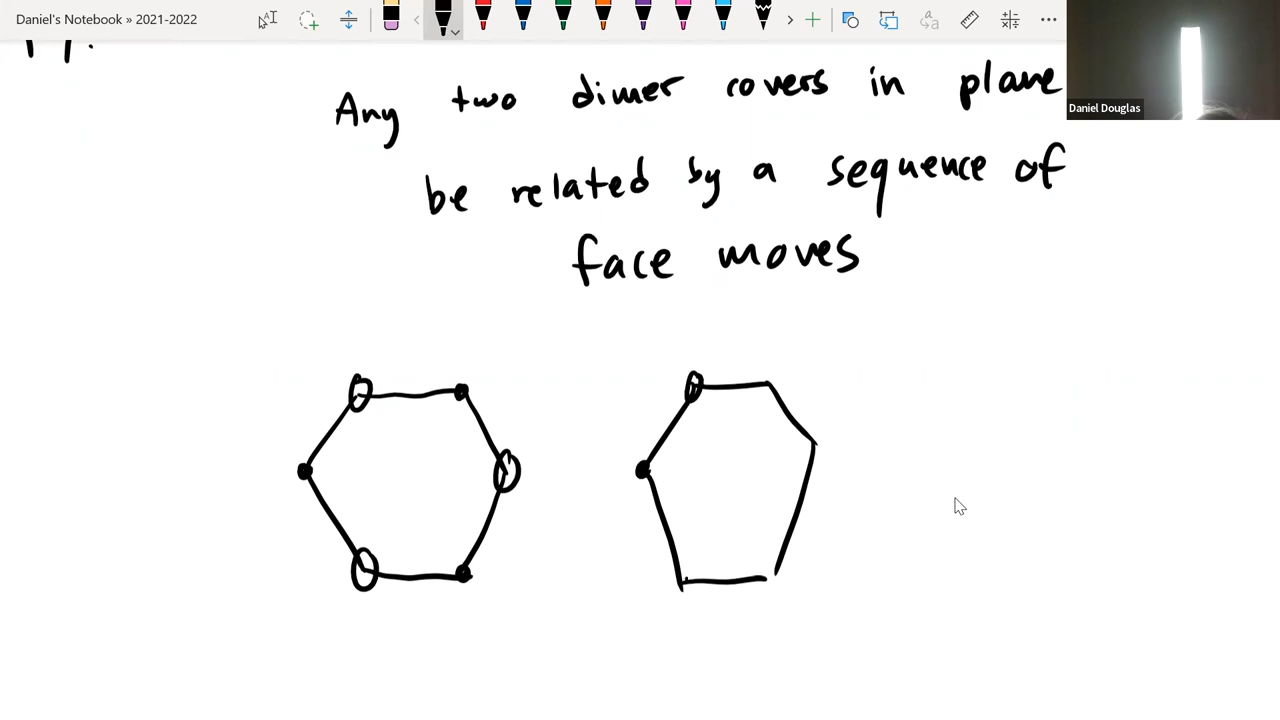 Daniel's Notebook » 2021-2022
Daniel Douglas
Any two dimer covers in plane
be related by a sequence of
face moves